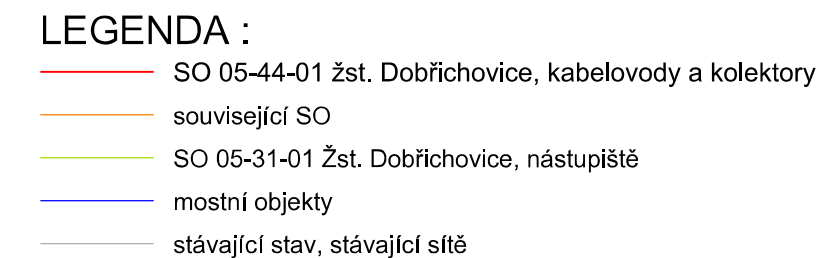 LEGENDA :
SO 05-44-01 žst. Dobřichovice, kabelovody a kolektory
související SO
SO 05-31-01 Žst. Dobřichovice, nástupiště
mostní objekty
stávající stav, stávající sítě